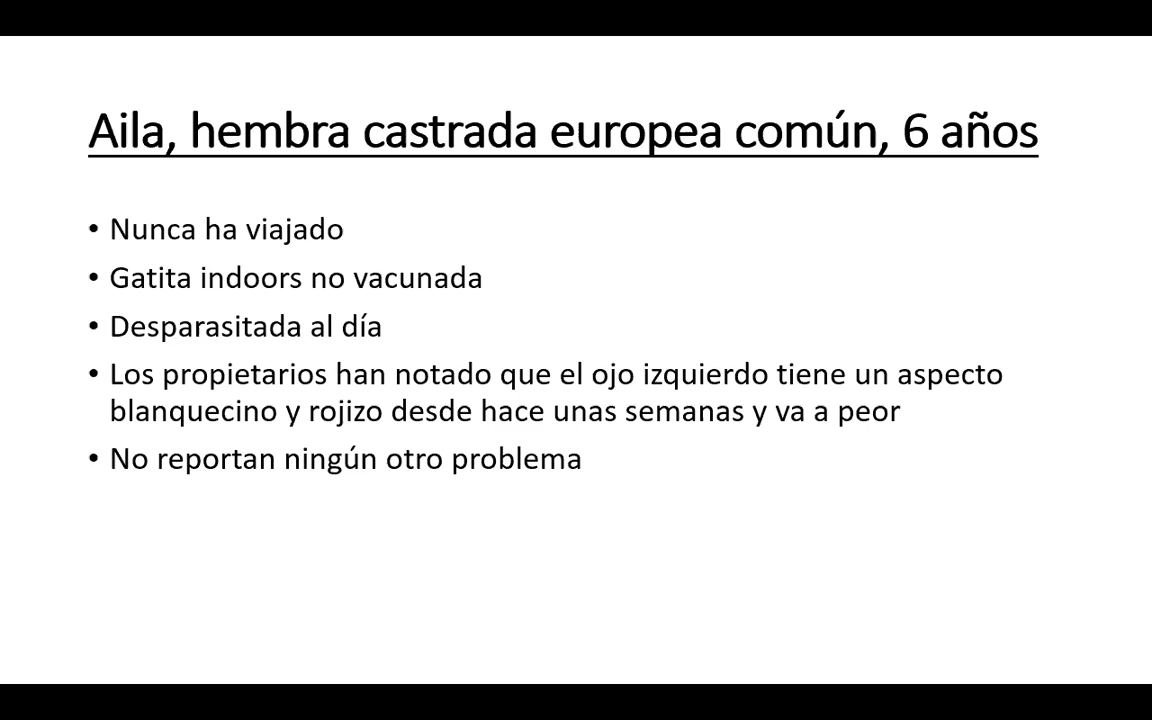 Aila, hembra castrada europea común, 6 años
• Nunca ha viajado
• Gatita indoors no vacunada
• Desparasitada al día
• Los propietarios han notado que el ojo izquierdo tiene un aspecto
blanquecino y rojizo desde hace unas semanas y va a peor
• No reportan ningún otro problema